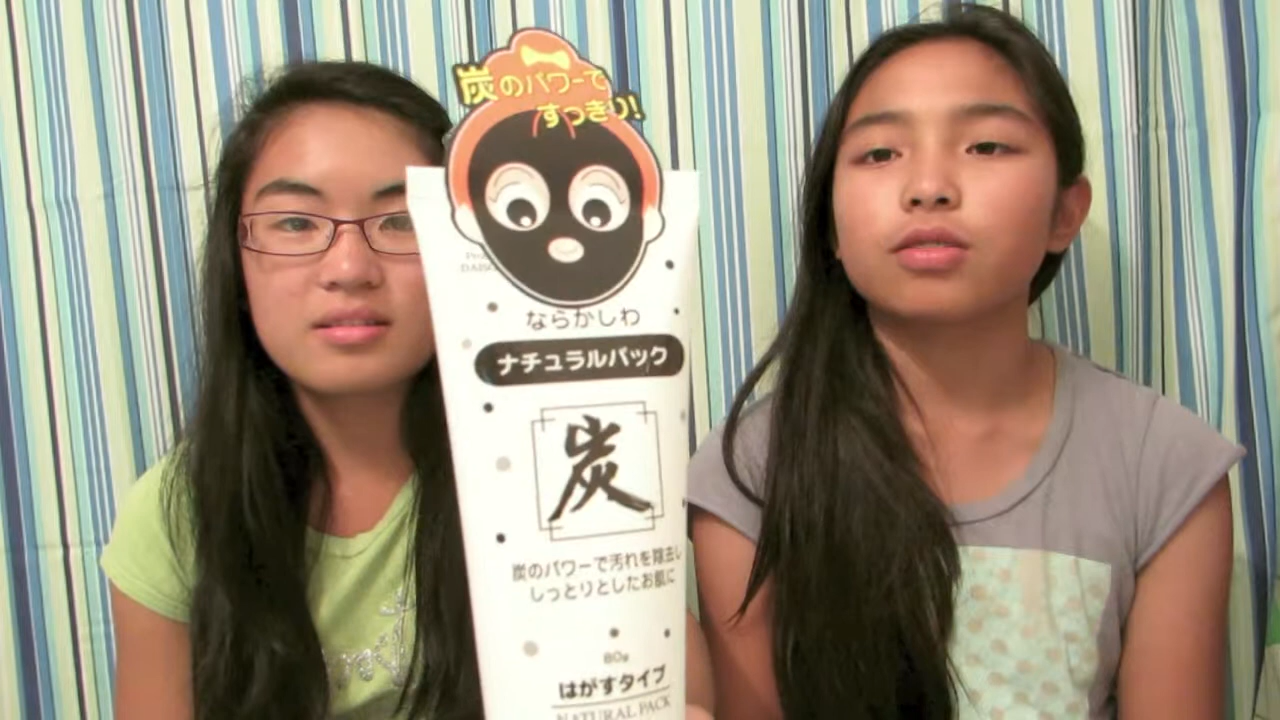 炭のパワーで
すっきり!
DAISO
ならかしわ
ナチュラルパック
炭
炭のパワーで汚れを除去し
しっとりとしたお肌に
80g
はがすタイプ
NATURAL PACK